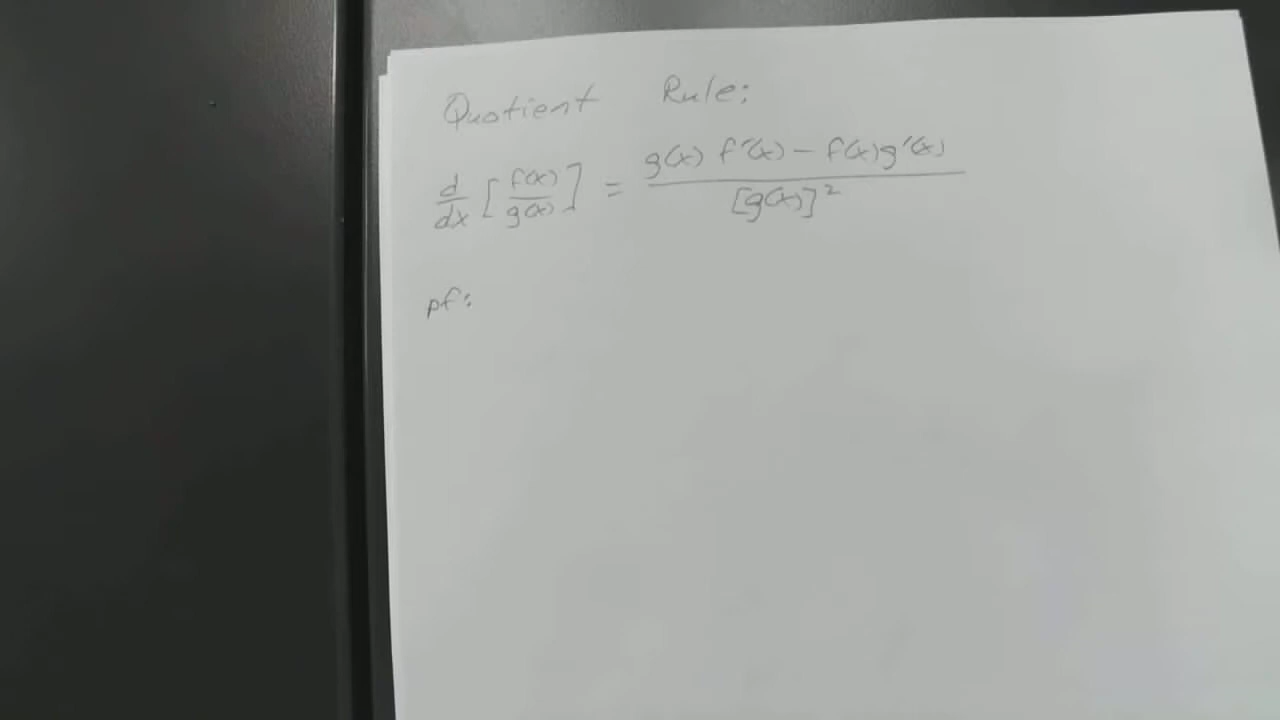 Quotient Rule:
d/dx [f(x)/g(x)] = g(x) f'(x) - f(x)g'(x) / [g(x)]²
pf: